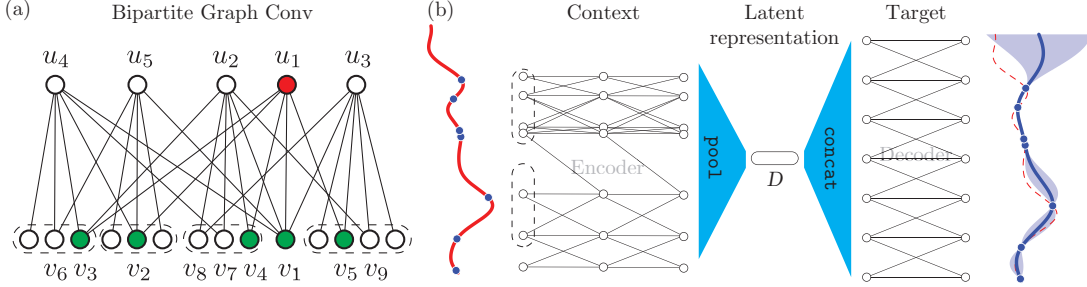 (a)
Bipartite Graph Conv
u4 u5 u2 u1 u3
v6 v3 v2 v8 v7 v4 v1 v5 v9
(b)
Context
Encoder
Latent
representation
pool
D
concat
Target
Decoder